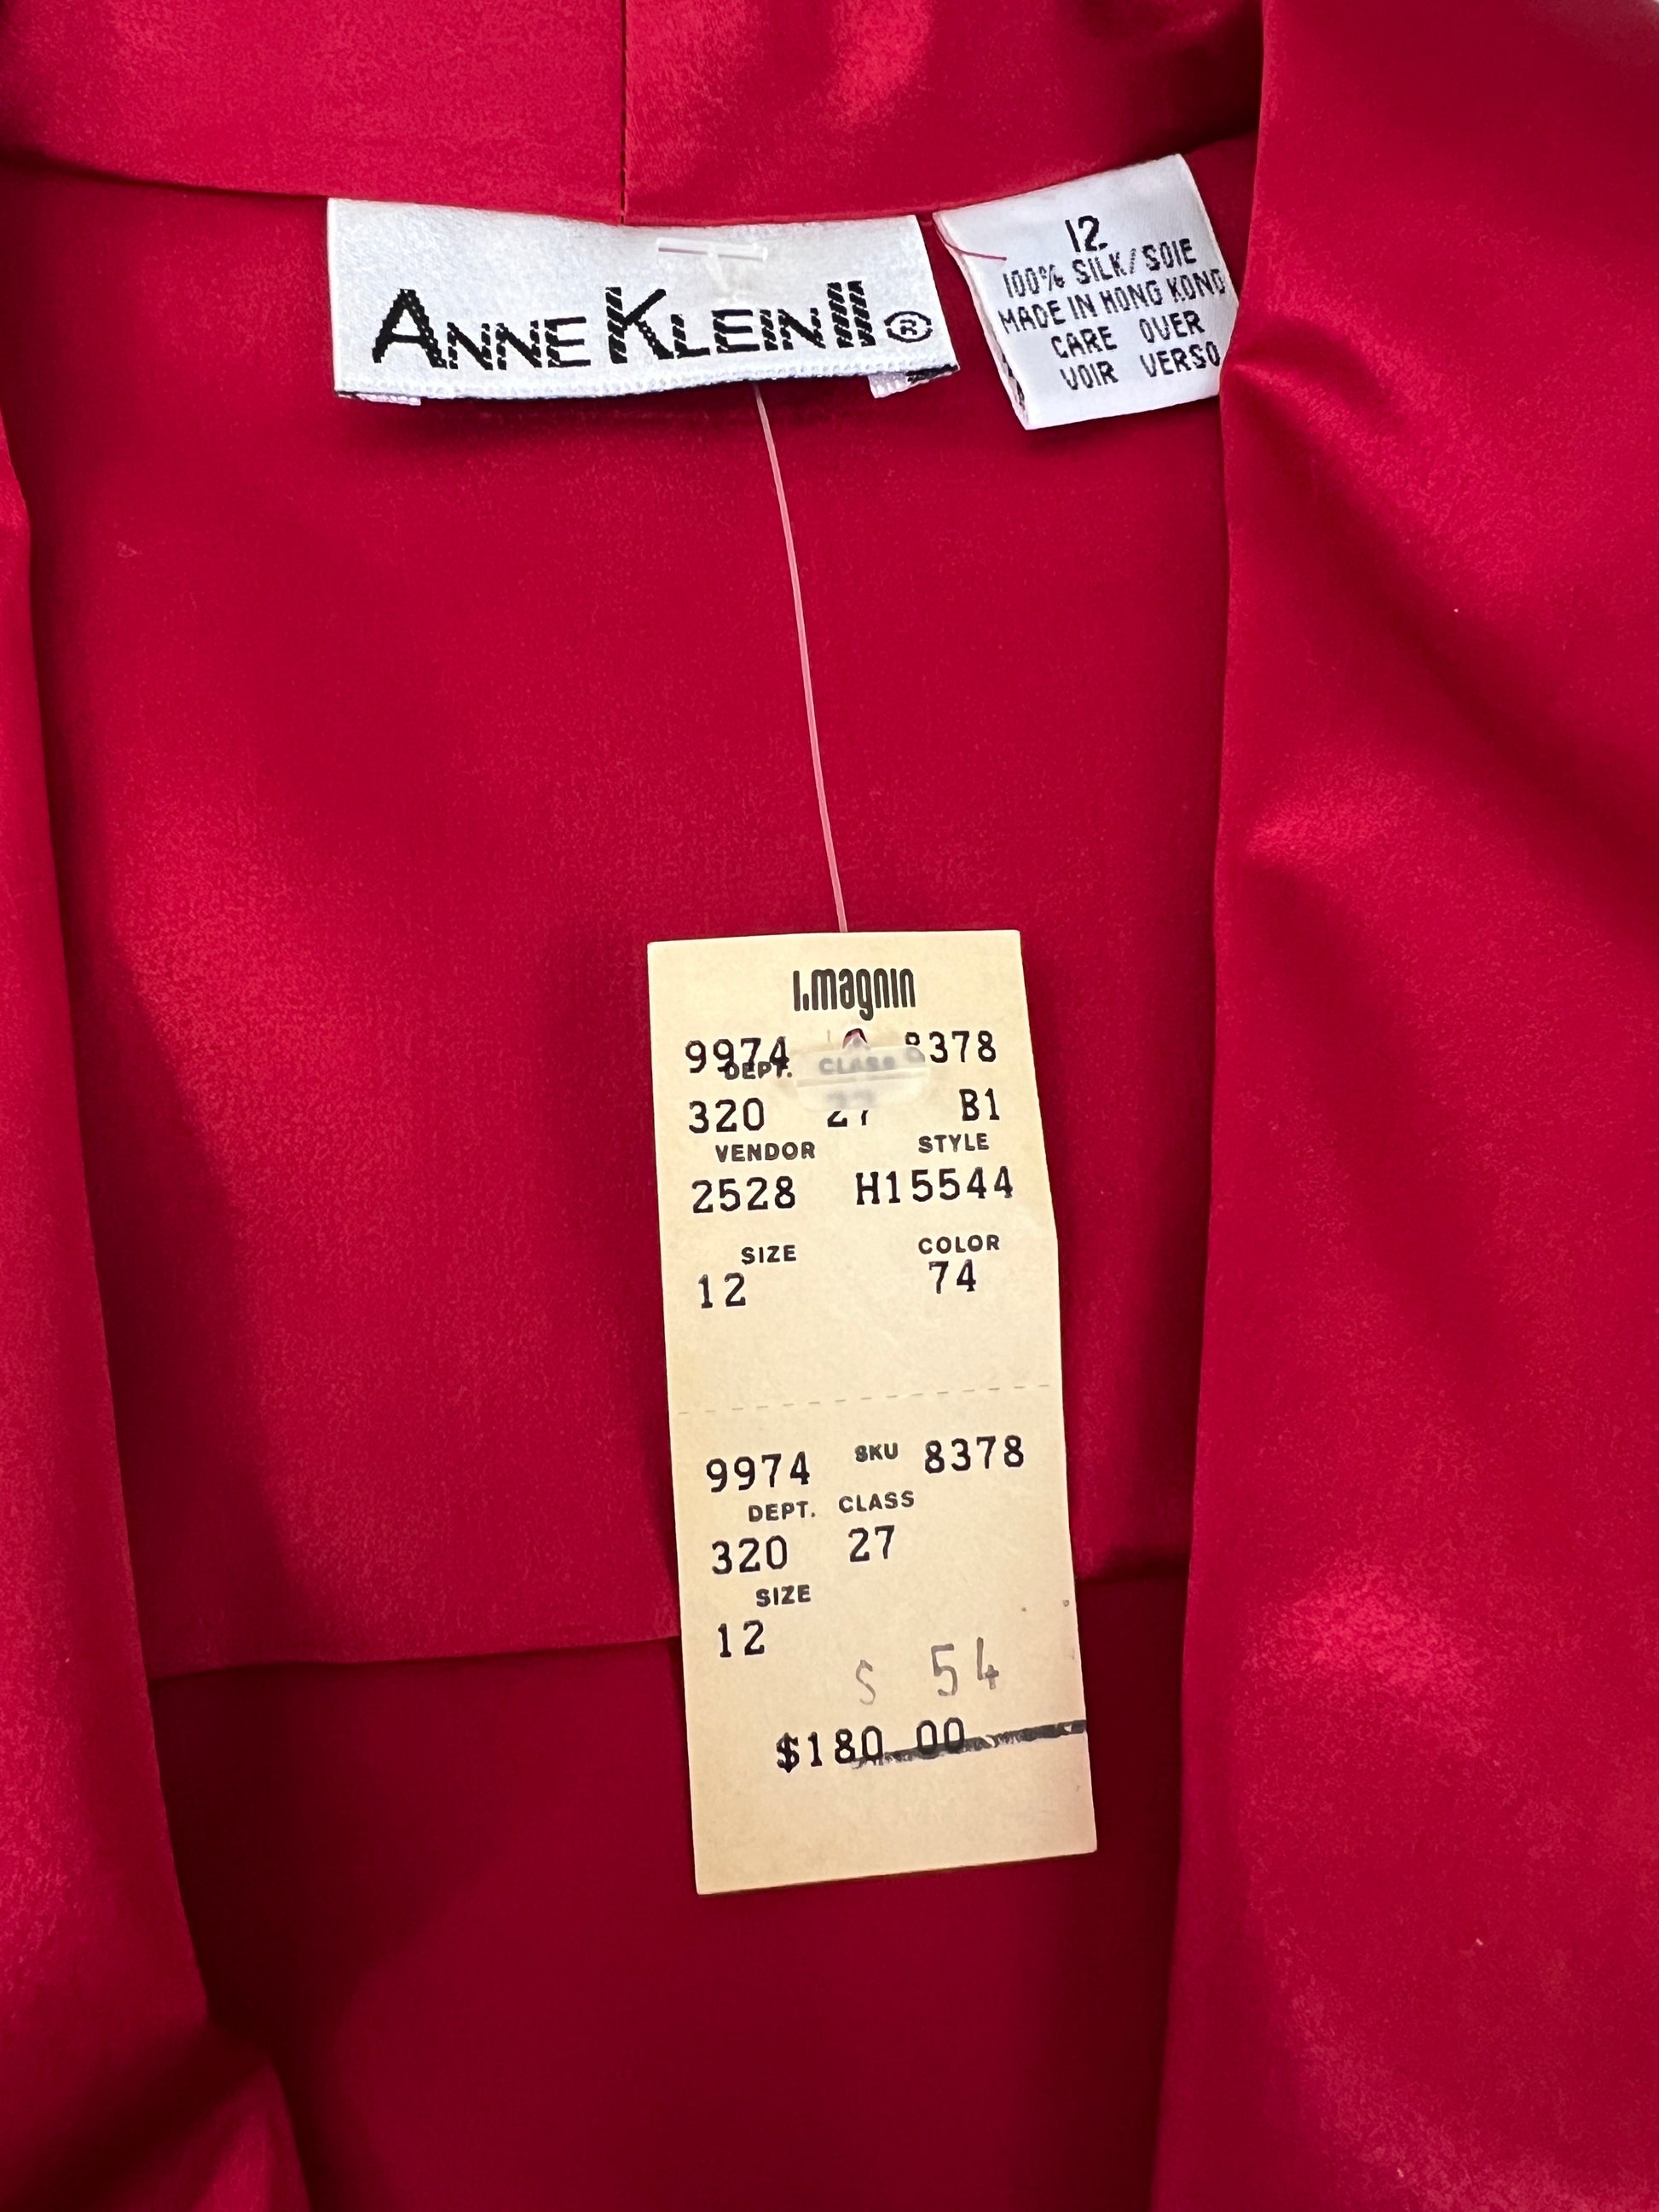 ANNE KLEIN II ®
12
100% SILK/SOIE
MADE IN HONG KONG
CARE OVER
VOIR VERSO
I.magnin
9974 8378
DEPT. CLASS
320 27 B1
VENDOR STYLE
2528 H15544
SIZE COLOR
12 74
9974 SKU 8378
DEPT. CLASS
320 27
SIZE
12
$ 54
$180.00